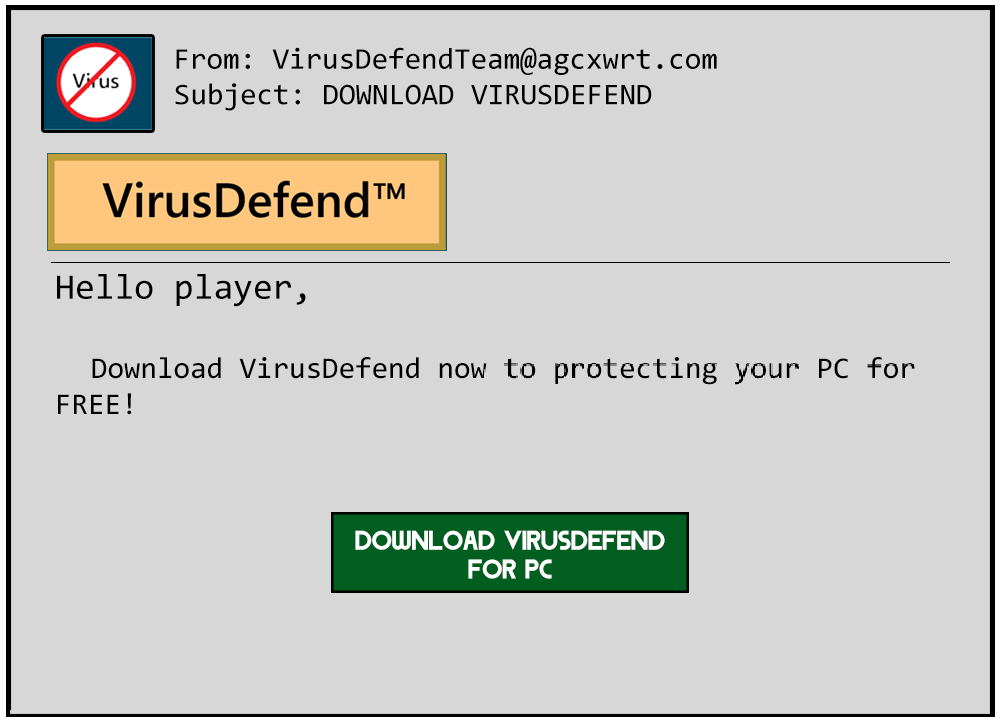 Virus
From: VirusDefendTeam@agcxwrt.com
Subject: DOWNLOAD VIRUSDEFEND
VirusDefend™
Hello player,
Download VirusDefend now to protecting your PC for
FREE!
DOWNLOAD VIRUSDEFEND
FOR PC